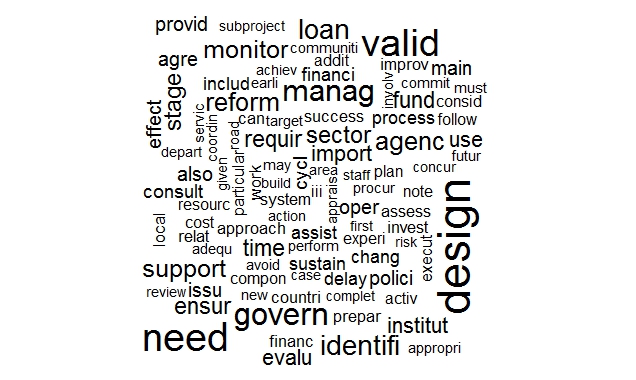 provid subproject loan
monitor communiti valid
agre addit improv main
achiev financi involv
stage includ earli manag commit must
reform fund consid
effect servic coordin can target success process follow
road requir sector agenc use
depart import futur
also given particular work may cycl area staff plan concur
consult build iii appraisa procur note
resourc system oper assess
local cost approach action first invest
relat assist experi risk execut design
adequ time perform chang
support avoid sustain
compon case delay polici
review issu new countri complet activ
ensur govern prepar institut
need financ identifi appropri
evalu